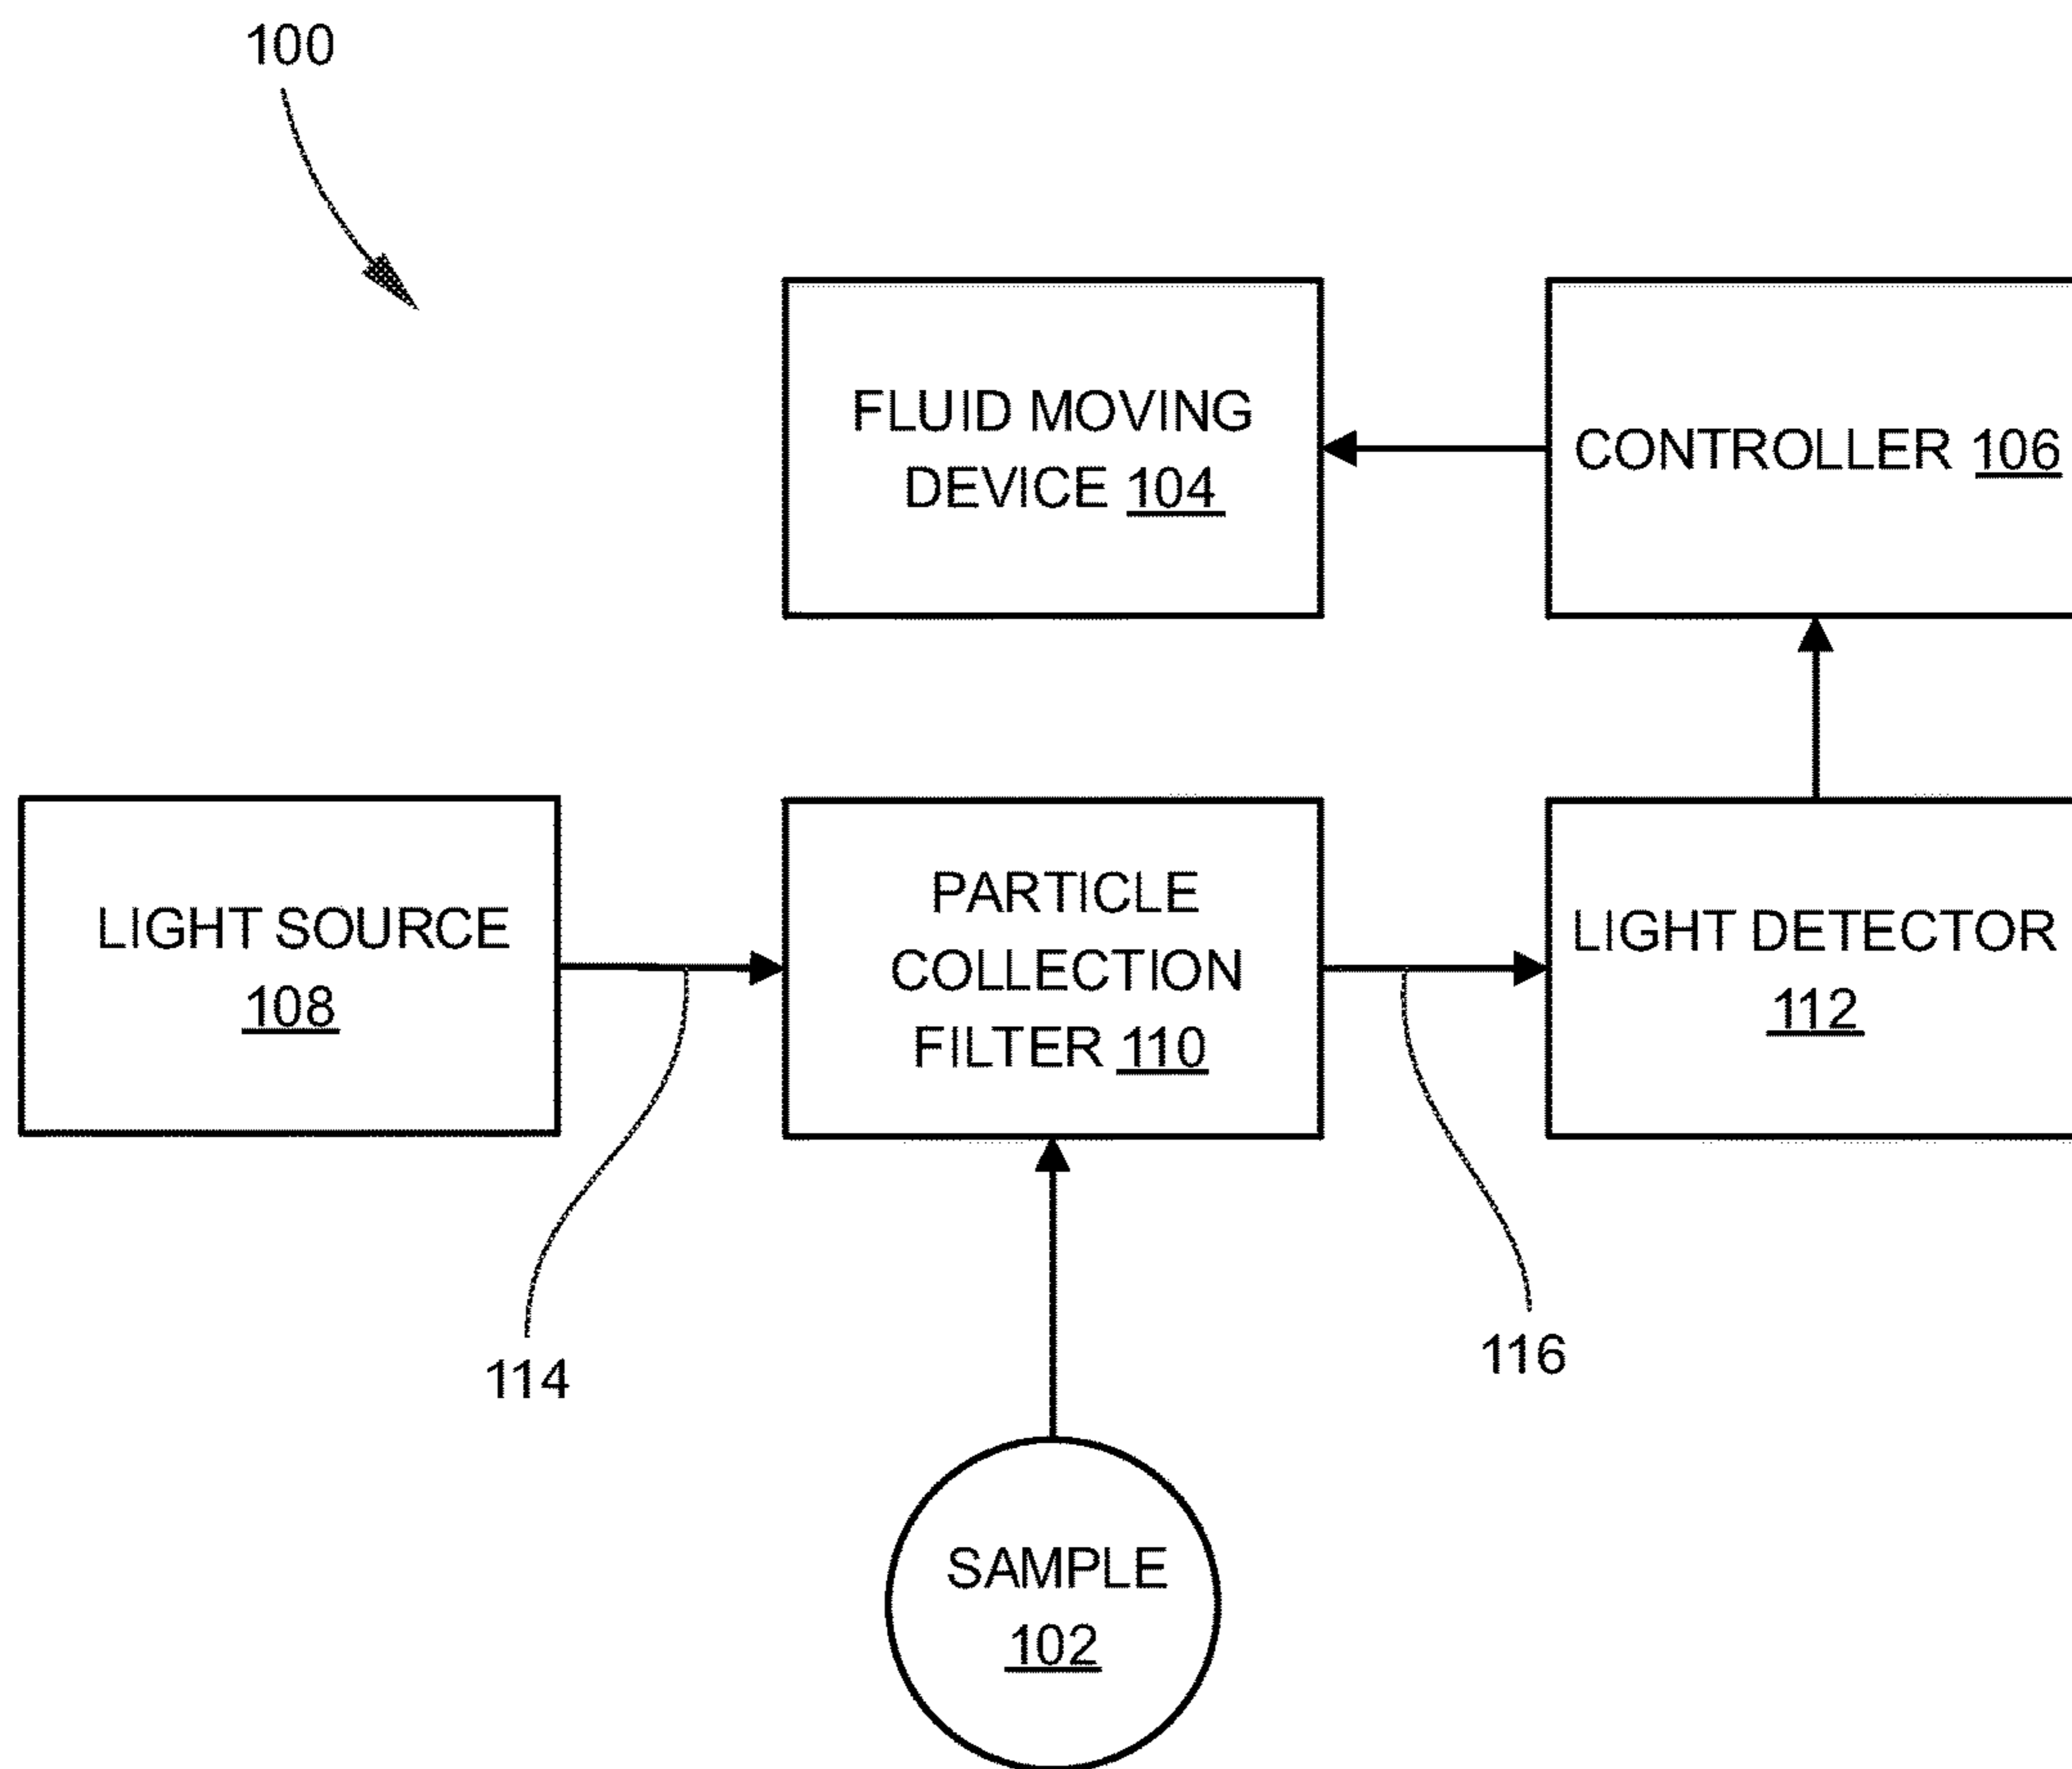 100
FLUID MOVING
DEVICE 104
CONTROLLER 106
LIGHT SOURCE
108
PARTICLE
COLLECTION
FILTER 110
LIGHT DETECTOR
112
114
116
SAMPLE
102